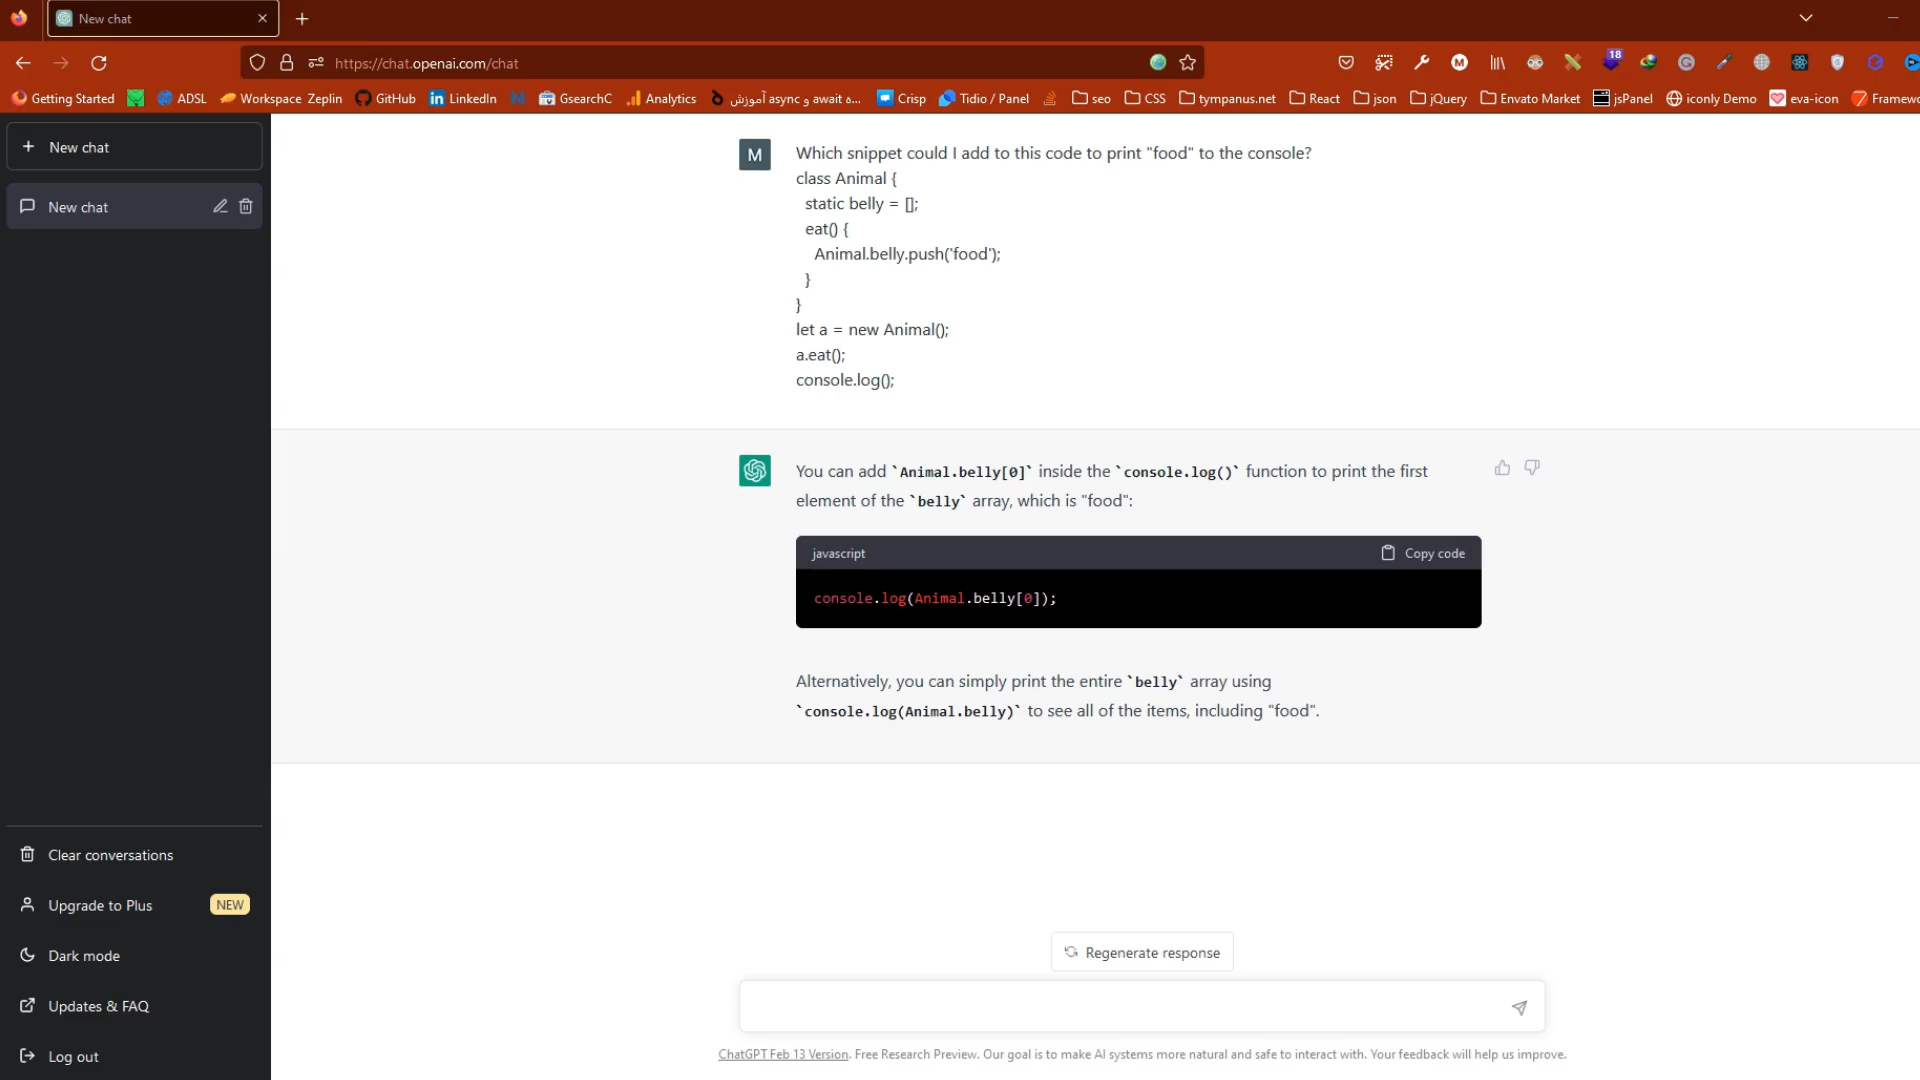 New chat
https://chat.openai.com/chat
18
Getting Started
ADSL
Workspace Zeplin
GitHub
LinkedIn
GsearchC
Analytics
آموزش async و await ه...
Crisp
Tidio / Panel
seo
CSS
tympanus.net
React
json
jQuery
Envato Market
jsPanel
iconly Demo
eva-icon
Framewo
New chat
New chat
M
Which snippet could I add to this code to print "food" to the console?
class Animal {
static belly = [];
eat() {
Animal.belly.push('food');
}
}
let a = new Animal();
a.eat();
console.log();
You can add `Animal.belly[0]` inside the `console.log()` function to print the first
element of the `belly` array, which is "food":
javascript
Copy code
console.log(Animal.belly[0]);
Alternatively, you can simply print the entire `belly` array using
`console.log(Animal.belly)` to see all of the items, including "food".
Clear conversations
Upgrade to Plus
NEW
Dark mode
Updates & FAQ
Log out
Regenerate response
ChatGPT Feb 13 Version. Free Research Preview. Our goal is to make AI systems more natural and safe to interact with. Your feedback will help us improve.